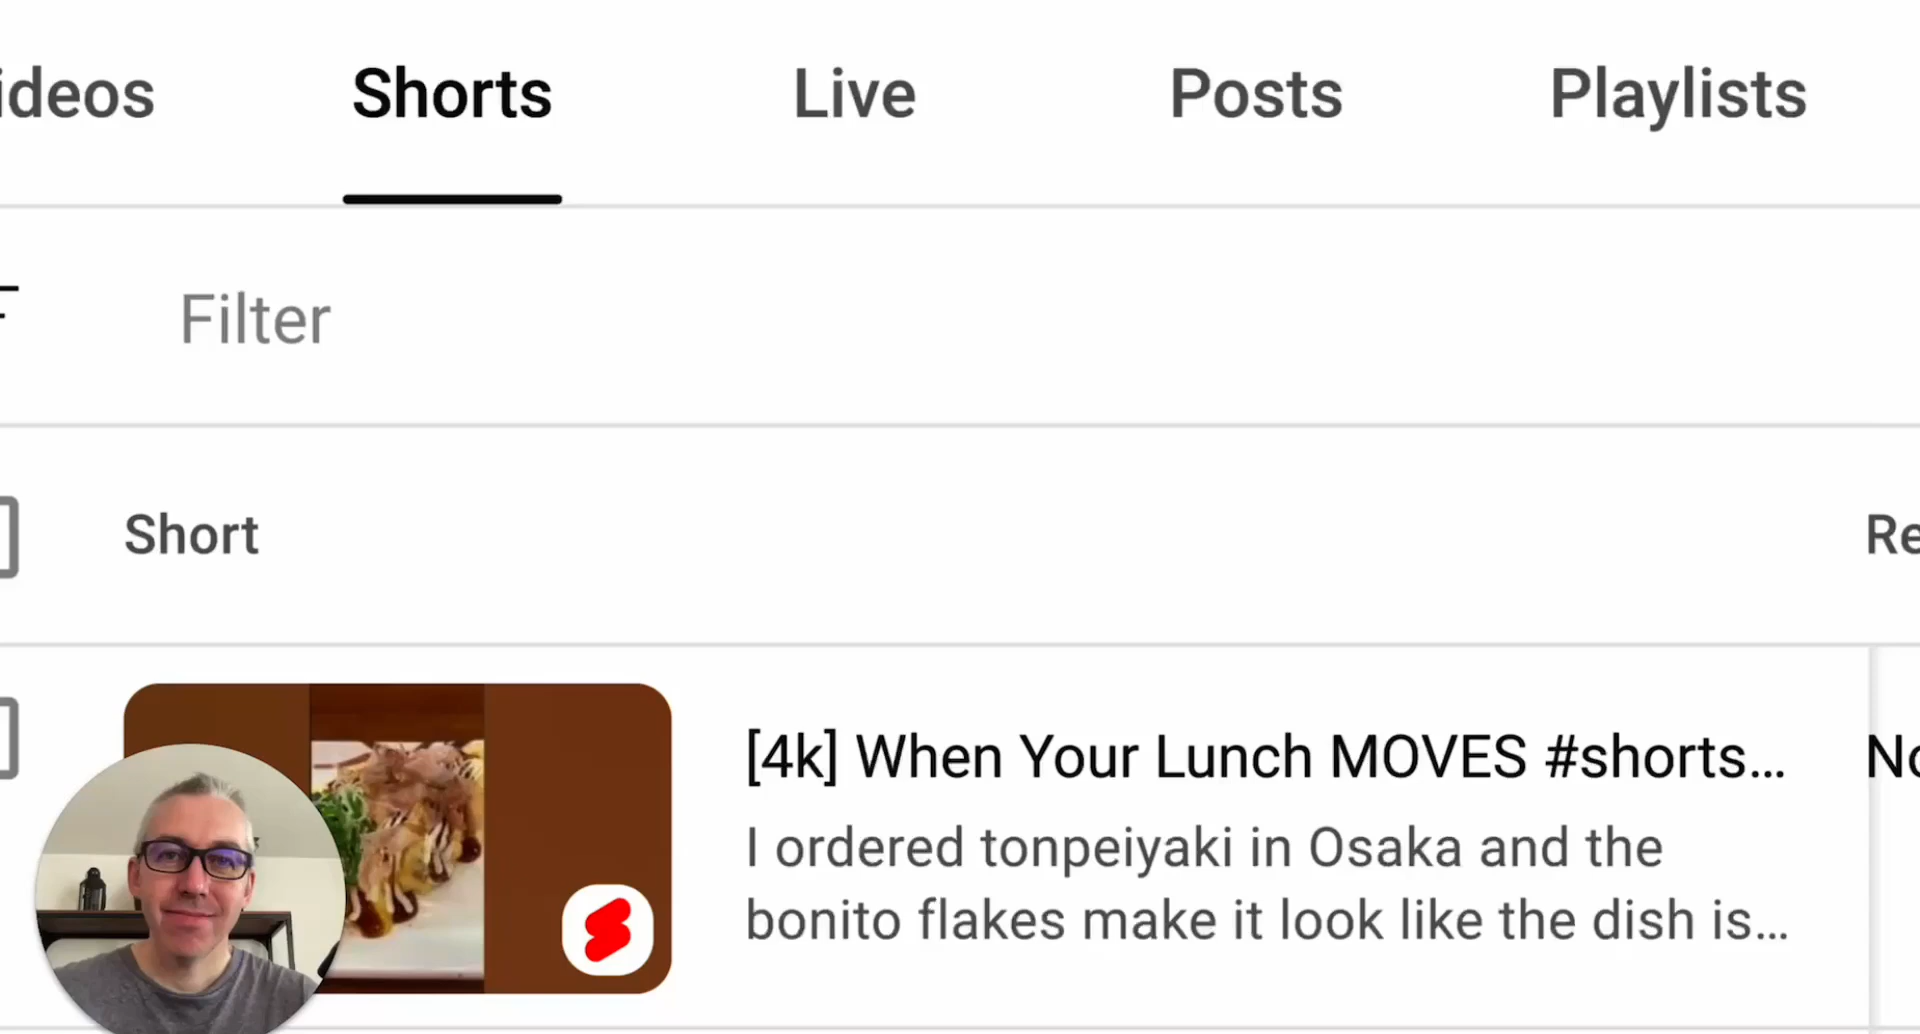 ideos Shorts Live Posts Playlists
Filter
Short Re
[4k] When Your Lunch MOVES #shorts...
No
I ordered tonpeiyaki in Osaka and the
bonito flakes make it look like the dish is...